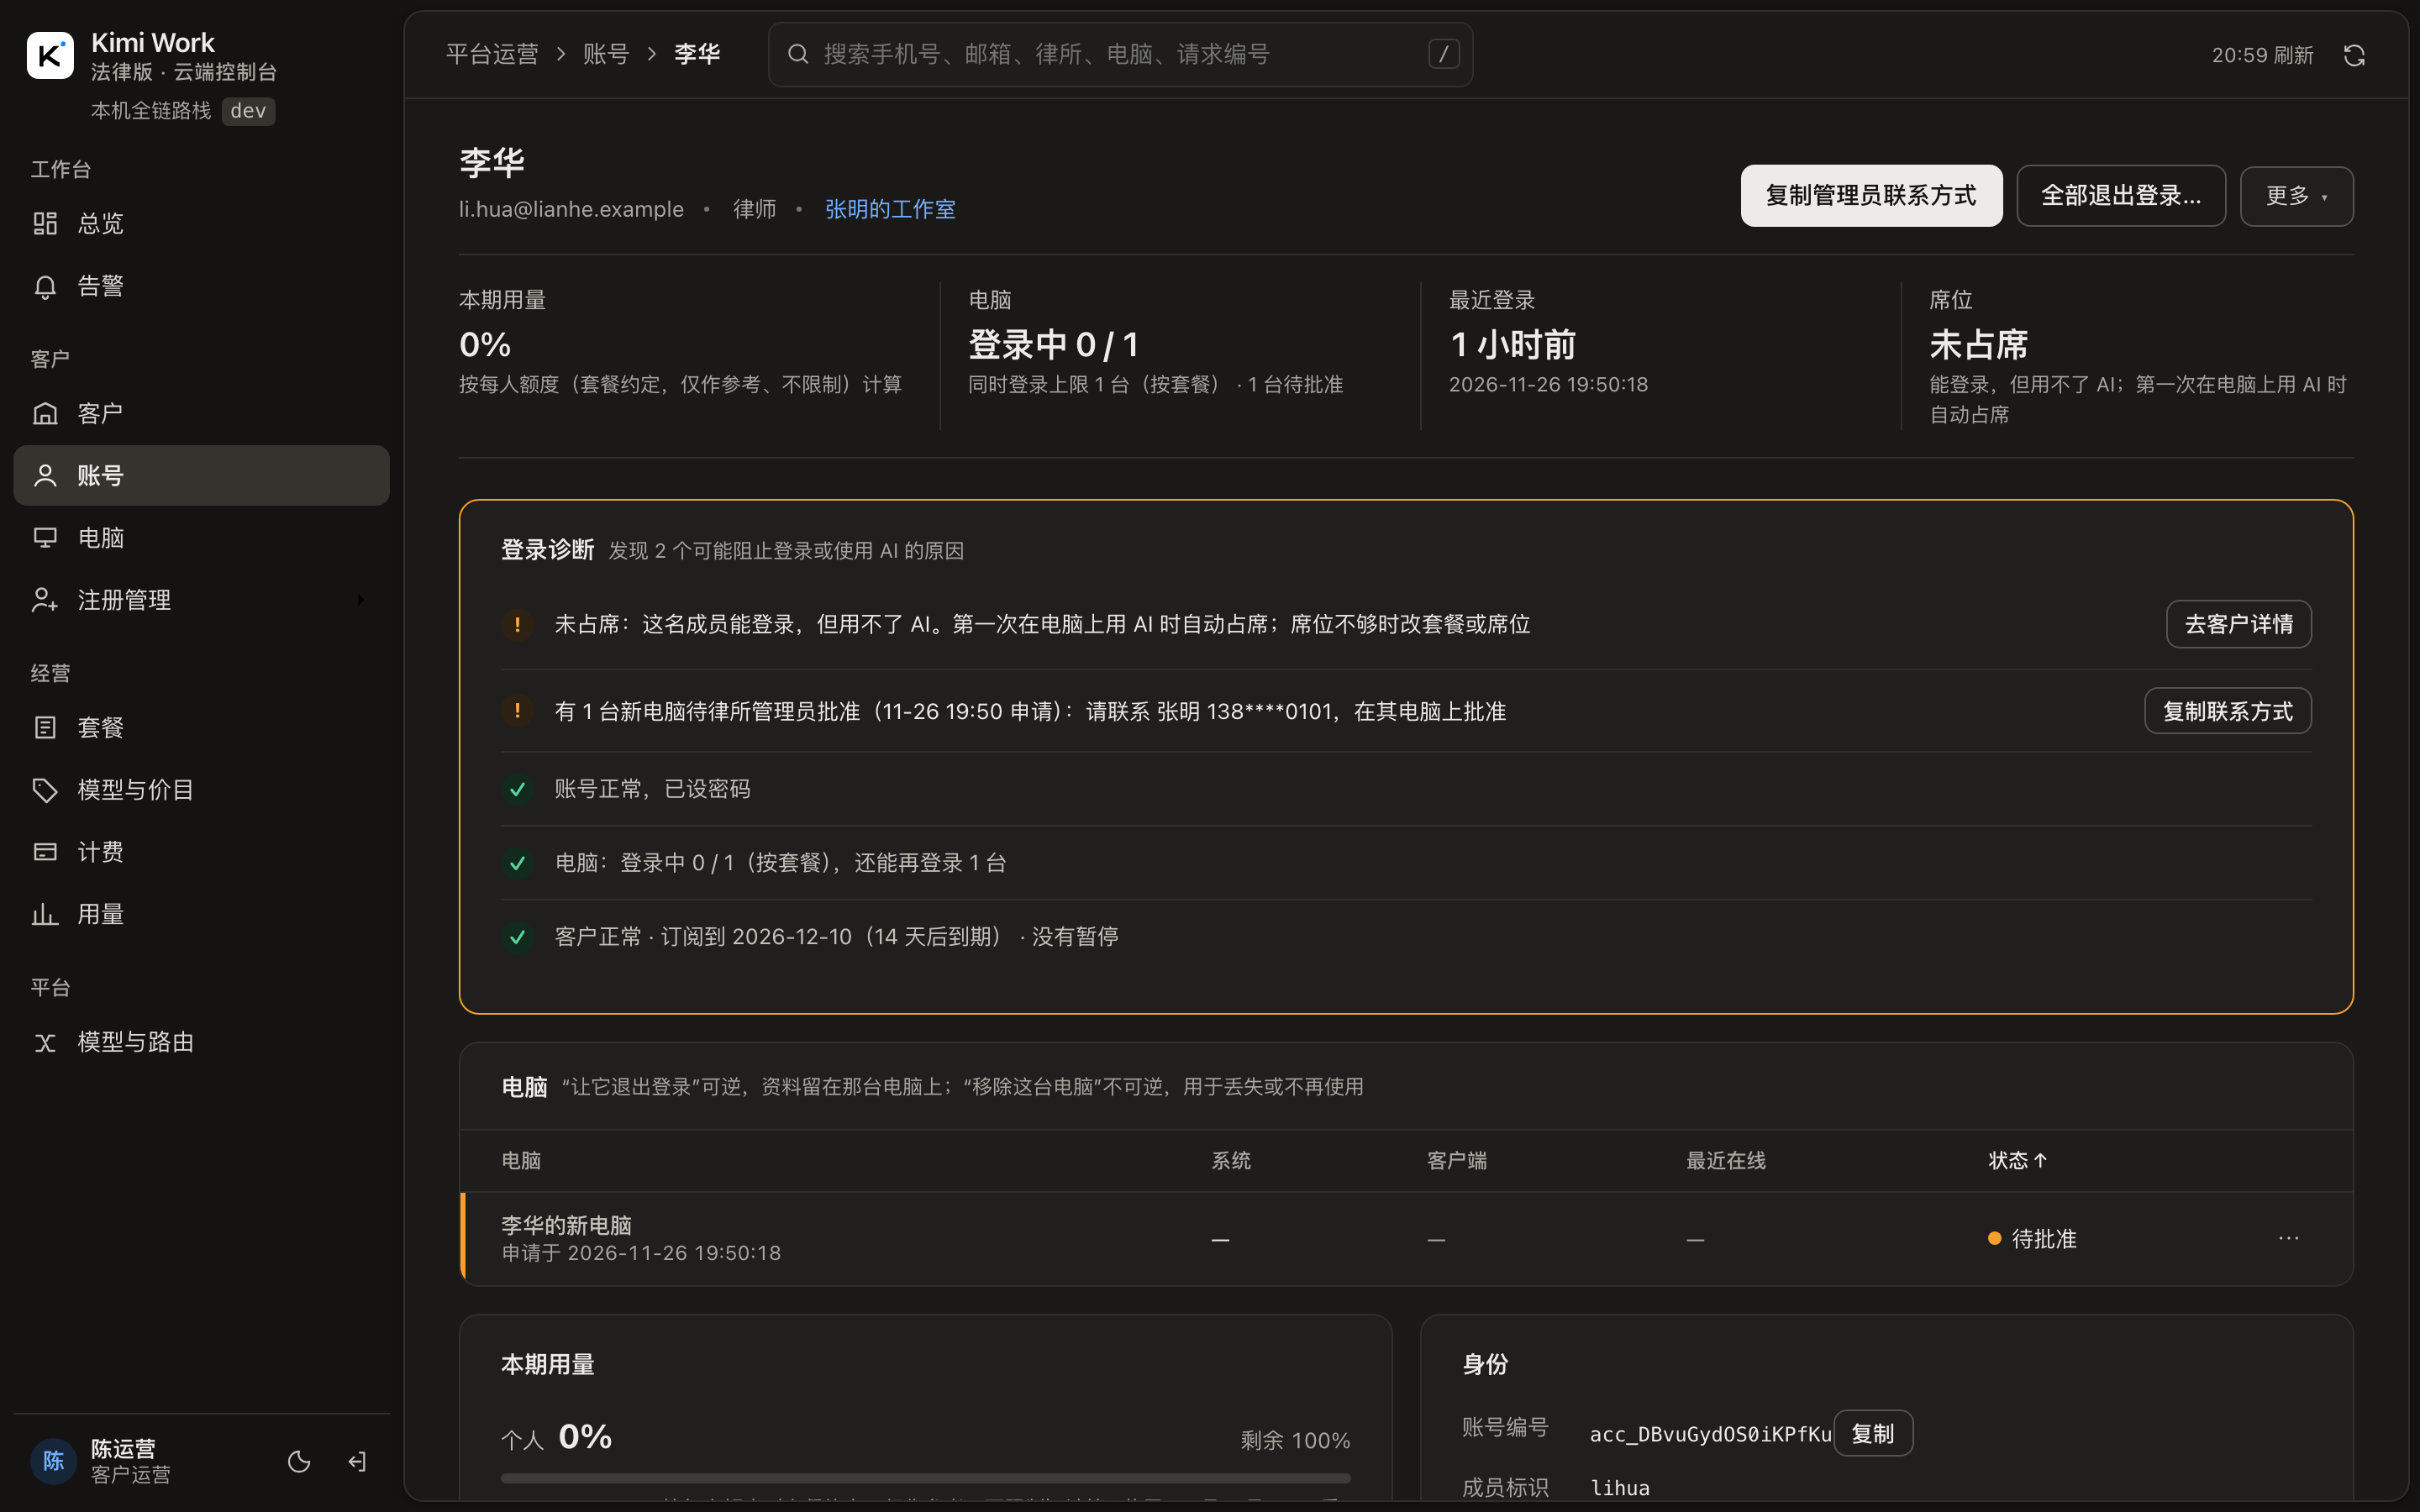 Kimi Work
法律版 · 云端控制台
本机全链路栈 dev
工作台
总览
告警
客户
客户
账号
电脑
注册管理
经营
套餐
模型与价目
计费
用量
平台
模型与路由
陈
陈运营
客户运营
平台运营 > 账号 > 李华
搜索手机号、邮箱、律所、电脑、请求编号 /
20:59 刷新
李华
li.hua@lianhe.example • 律师 • 张明的工作室
复制管理员联系方式
全部退出登录...
更多
本期用量
0%
按每人额度（套餐约定，仅作参考、不限制）计算
电脑
登录中 0 / 1
同时登录上限 1 台（按套餐） · 1 台待批准
最近登录
1 小时前
2026-11-26 19:50:18
席位
未占席
能登录，但用不了 AI；第一次在电脑上用 AI 时
自动占席
登录诊断 发现 2 个可能阻止登录或使用 AI 的原因
! 未占席：这名成员能登录，但用不了 AI。第一次在电脑上用 AI 时自动占席；席位不够时改套餐或席位
去客户详情
! 有 1 台新电脑待律所管理员批准（11-26 19:50 申请）：请联系 张明 138****0101，在其电脑上批准
复制联系方式
账号正常，已设密码
电脑：登录中 0 / 1（按套餐），还能再登录 1 台
客户正常 · 订阅到 2026-12-10（14 天后到期） · 没有暂停
电脑 “让它退出登录”可逆，资料留在那台电脑上；“移除这台电脑”不可逆，用于丢失或不再使用
电脑 系统 客户端 最近在线 状态 ↑
李华的新电脑
申请于 2026-11-26 19:50:18
— — — 待批准 ···
本期用量
个人 0% 剩余 100%
身份
账号编号 acc_DBvuGydOS0iKPfKu 复制
成员标识 lihua